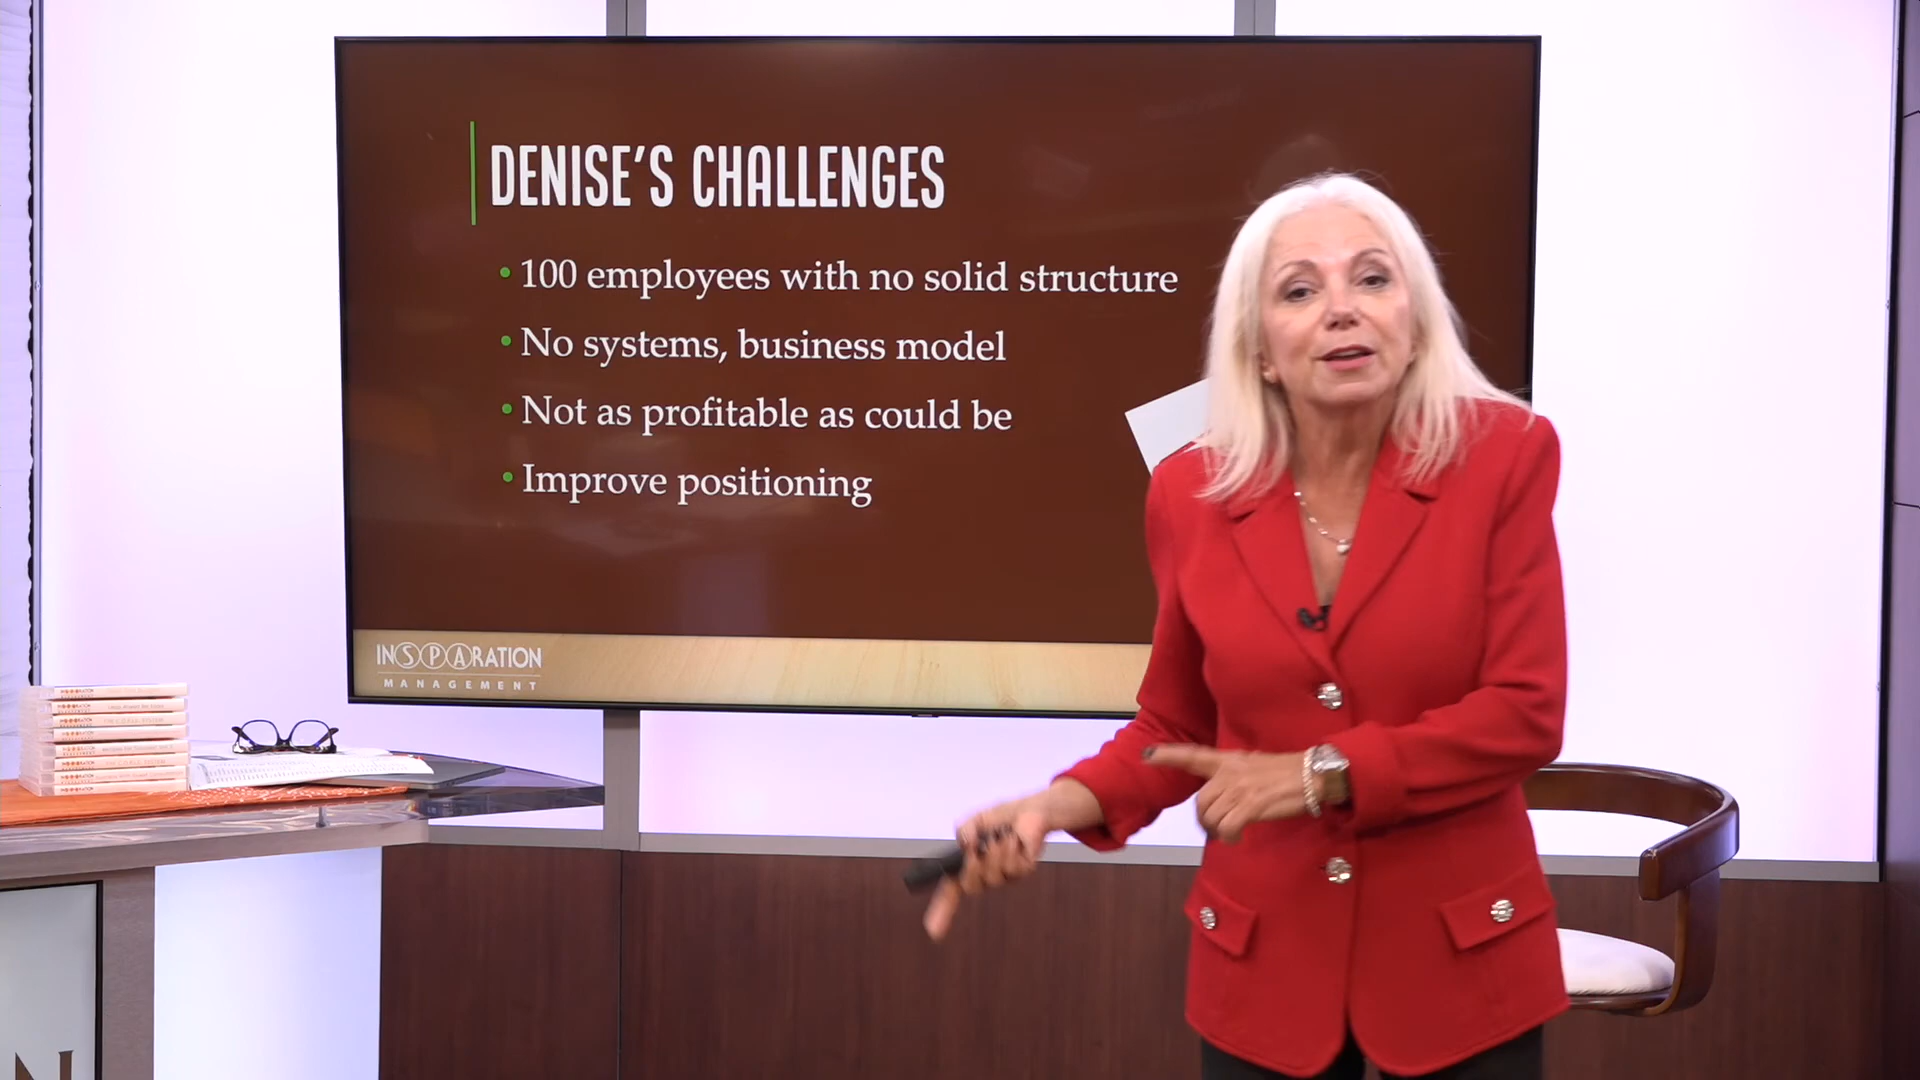 DENISE'S CHALLENGES
• 100 employees with no solid structure
• No systems, business model
• Not as profitable as could be
• Improve positioning
INSPARATION
MANAGEMENT
N